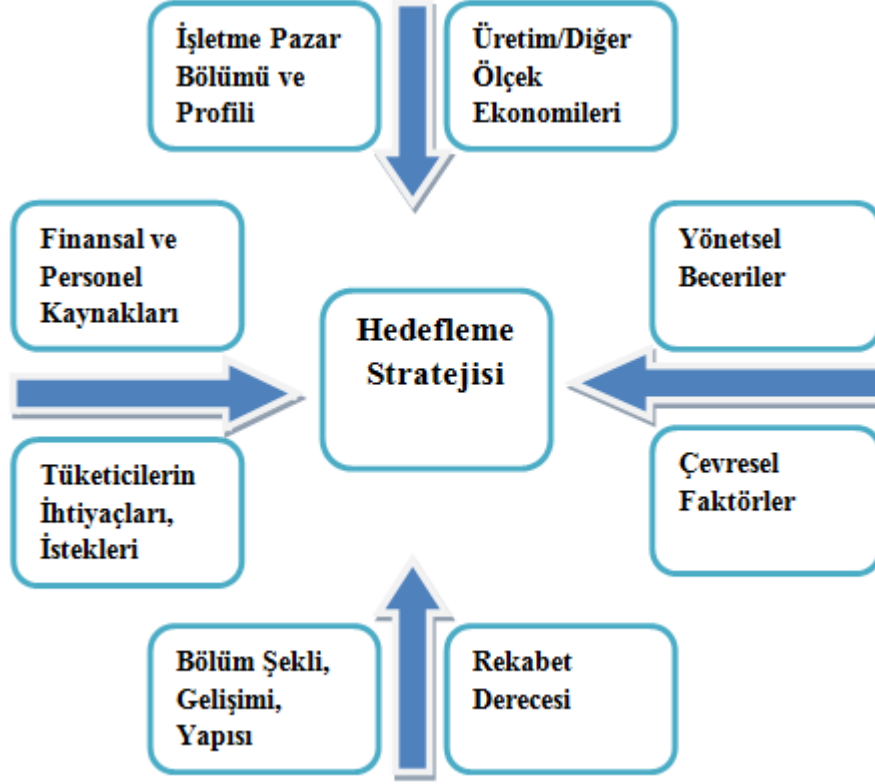 İşletme Pazar
Bölümü ve
Profili
Üretim/Diğer
Ölçek
Ekonomileri
Finansal ve
Personel
Kaynakları
Yönetsel
Beceriler
Hedefleme
Stratejisi
Tüketicilerin
İhtiyaçları,
İstekleri
Çevresel
Faktörler
Bölüm Şekli,
Gelişimi,
Yapısı
Rekabet
Derecesi